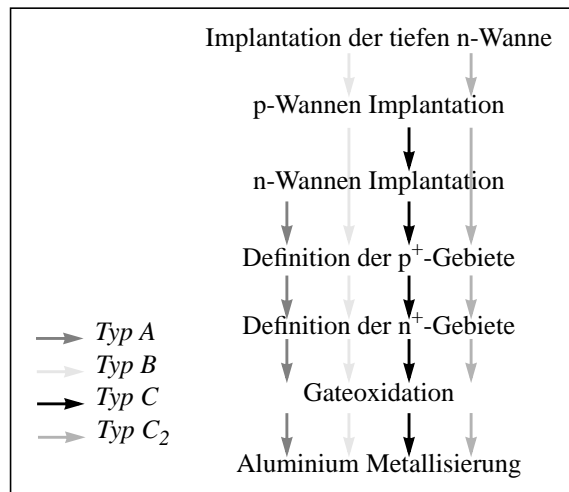 Implantation der tiefen n-Wanne
p-Wannen Implantation
n-Wannen Implantation
Definition der p⁺-Gebiete
Definition der n⁺-Gebiete
Gateoxidation
Aluminium Metallisierung
Typ A
Typ B
Typ C
Typ C₂